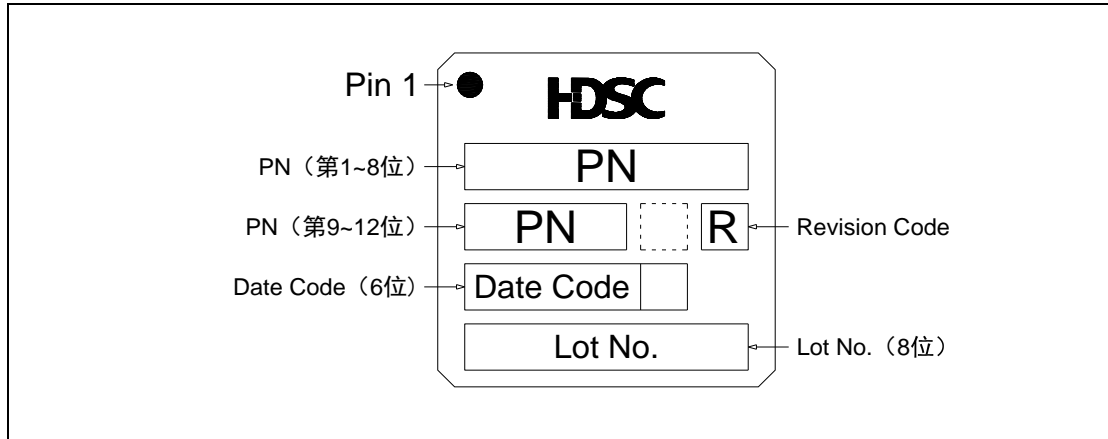 Pin 1
HDSC
PN（第1~8位）
PN
PN（第9~12位）
PN
R
Revision Code
Date Code（6位）
Date Code
Lot No.
Lot No.（8位）